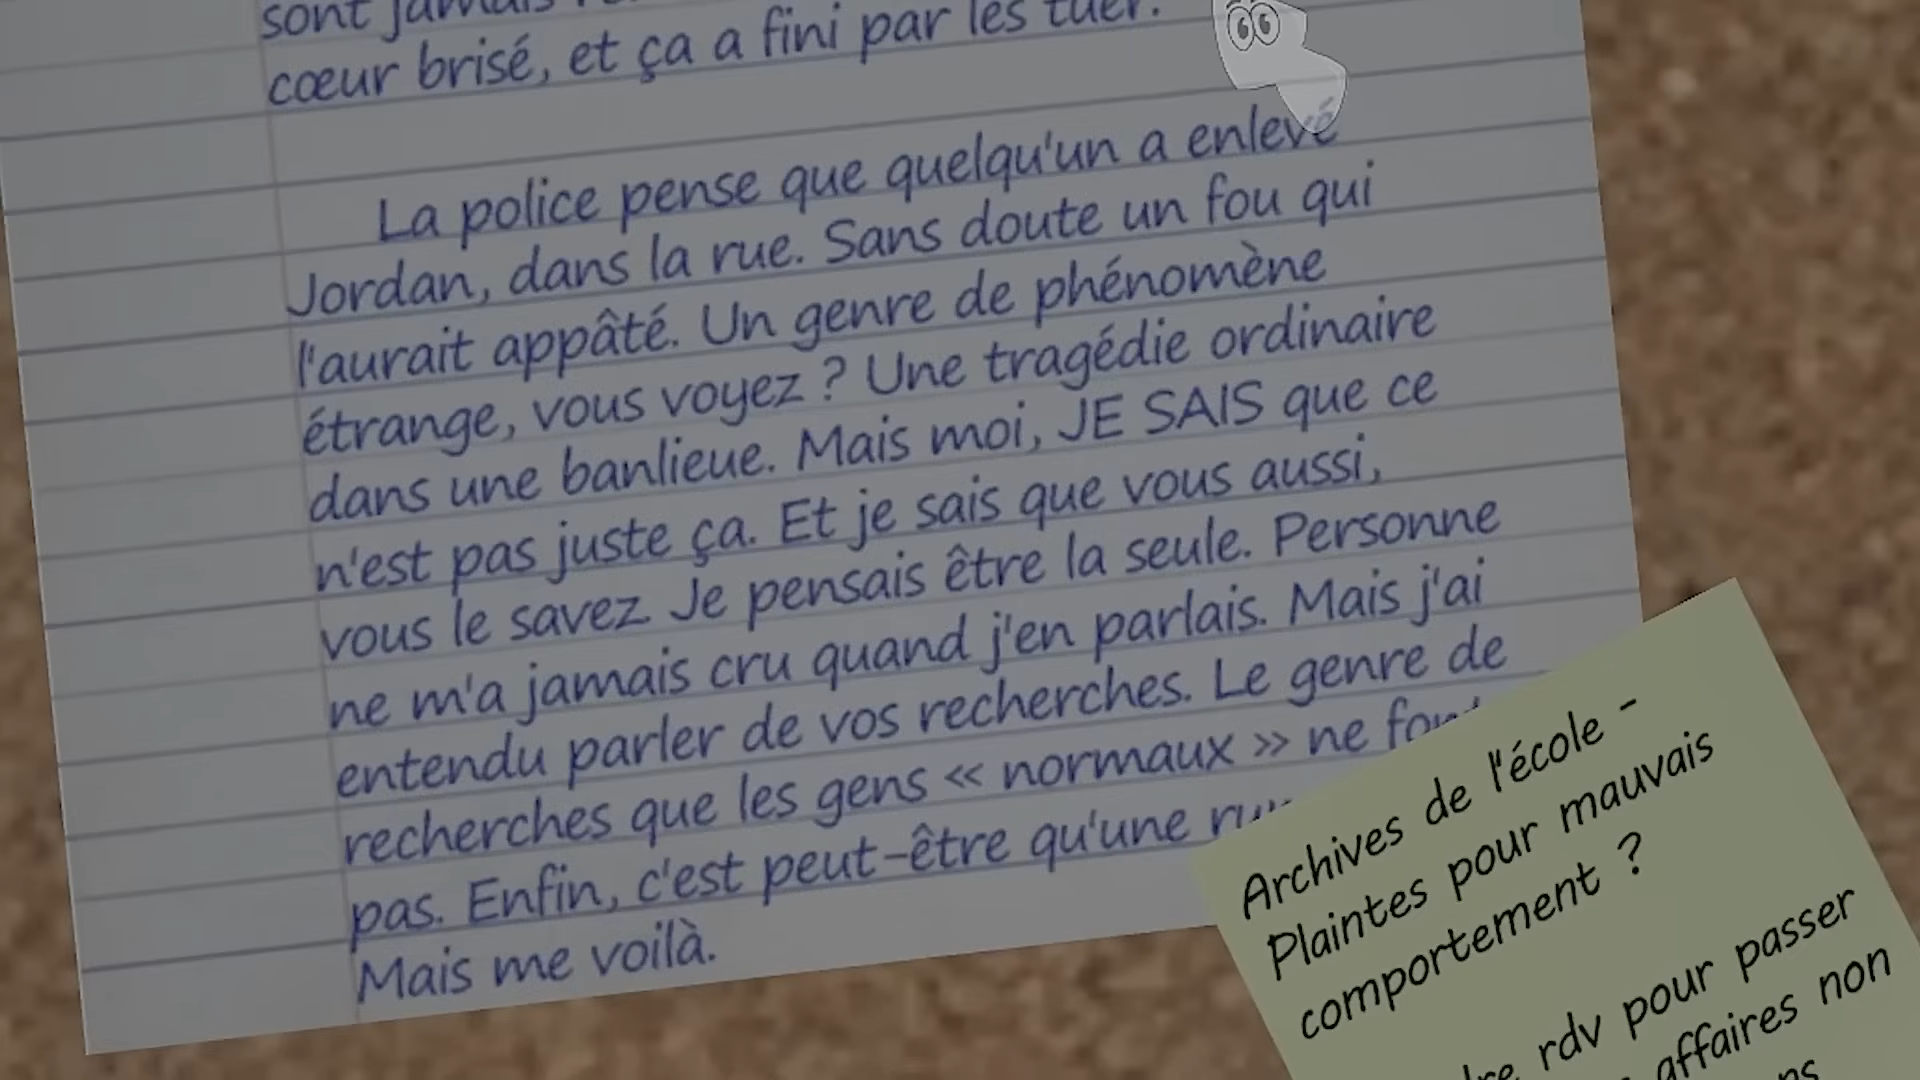 sont jamais
cœur brisé, et ça a fini par les tuer.
La police pense que quelqu'un a enlevé
Jordan, dans la rue. Sans doute un fou qui
l'aurait appâté. Un genre de phénomène
étrange, vous voyez ? Une tragédie ordinaire
dans une banlieue. Mais moi, JE SAIS que ce
n'est pas juste ça. Et je sais que vous aussi,
vous le savez. Je pensais être la seule. Personne
ne m'a jamais cru quand j'en parlais. Mais j'ai
entendu parler de vos recherches. Le genre de
recherches que les gens « normaux » ne
pas. Enfin, c'est peut-être qu'une
Mais me voilà.
Archives de l'école -
Plaintes pour mauvais
comportement ?
rdv pour passer
affaires non